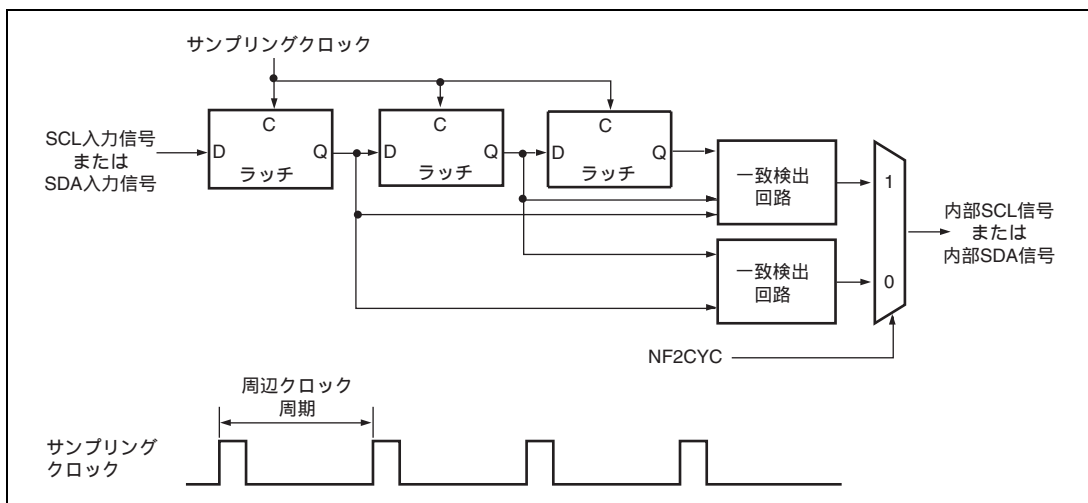 サンプリングクロック
SCL入力信号
または
SDA入力信号
C
D
Q
ラッチ
C
D
Q
ラッチ
C
D
Q
ラッチ
一致検出
回路
一致検出
回路
1
0
内部SCL信号
または
内部SDA信号
NF2CYC
周辺クロック
周期
サンプリング
クロック